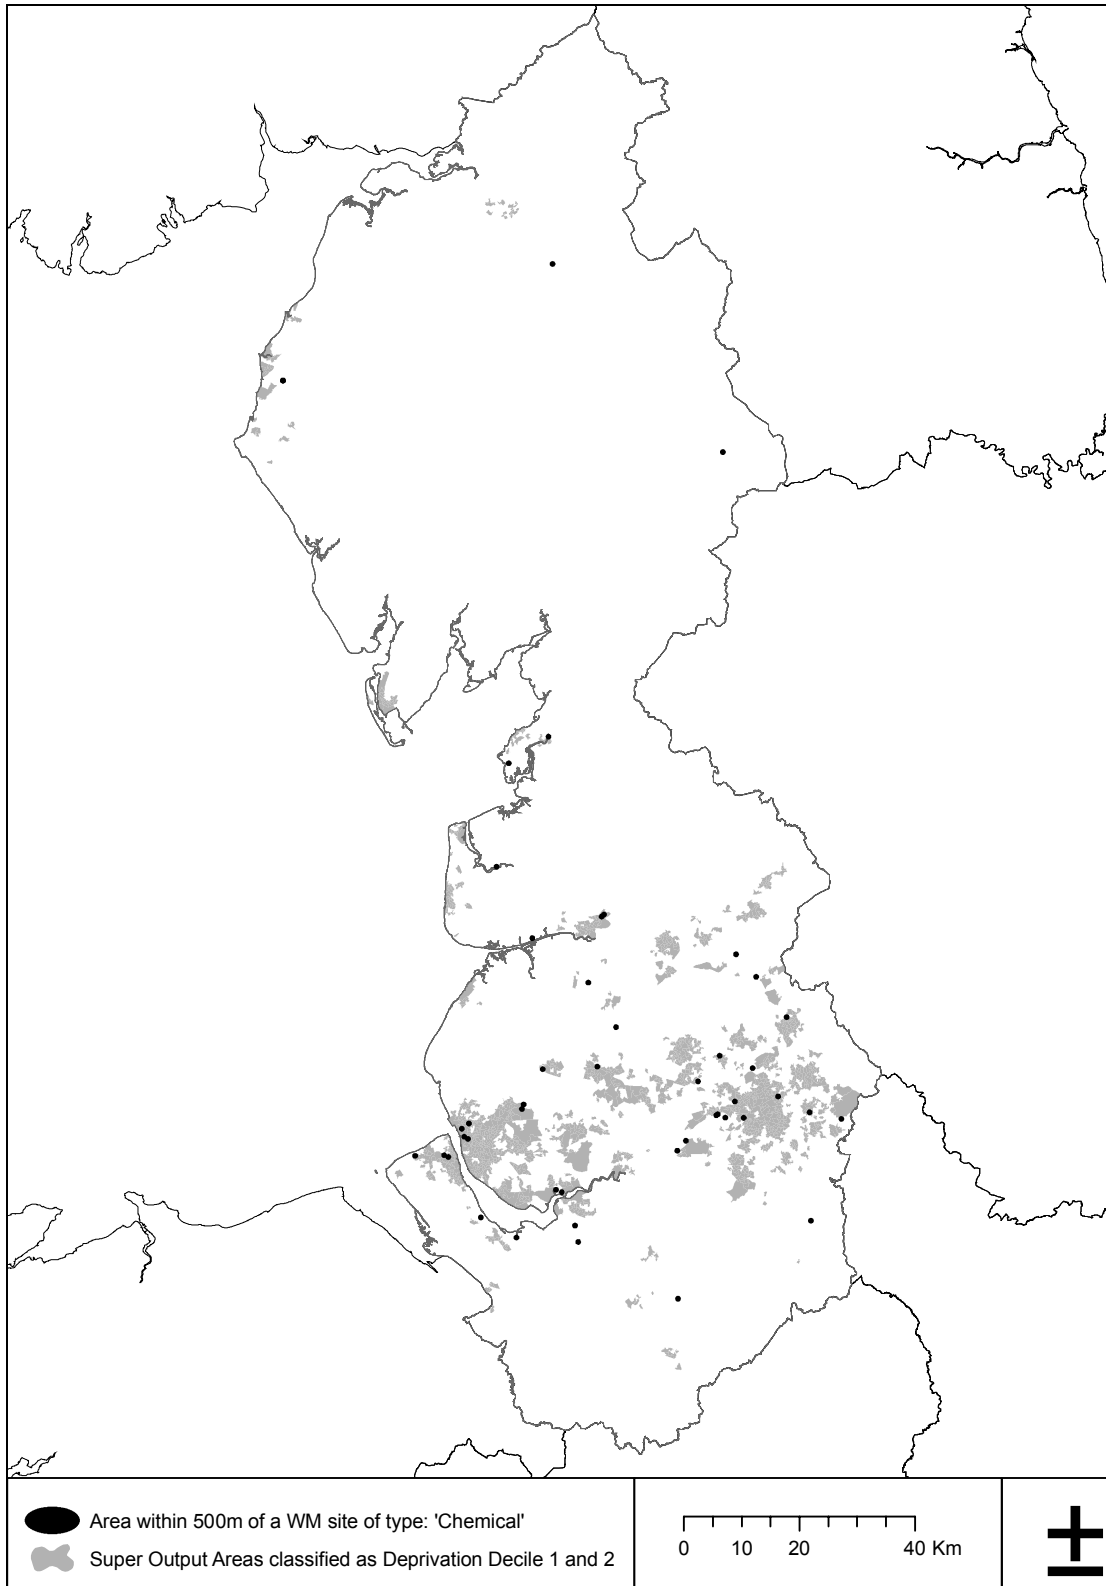 Area within 500m of a WM site of type: 'Chemical'
Super Output Areas classified as Deprivation Decile 1 and 2
0 10 20 40 Km